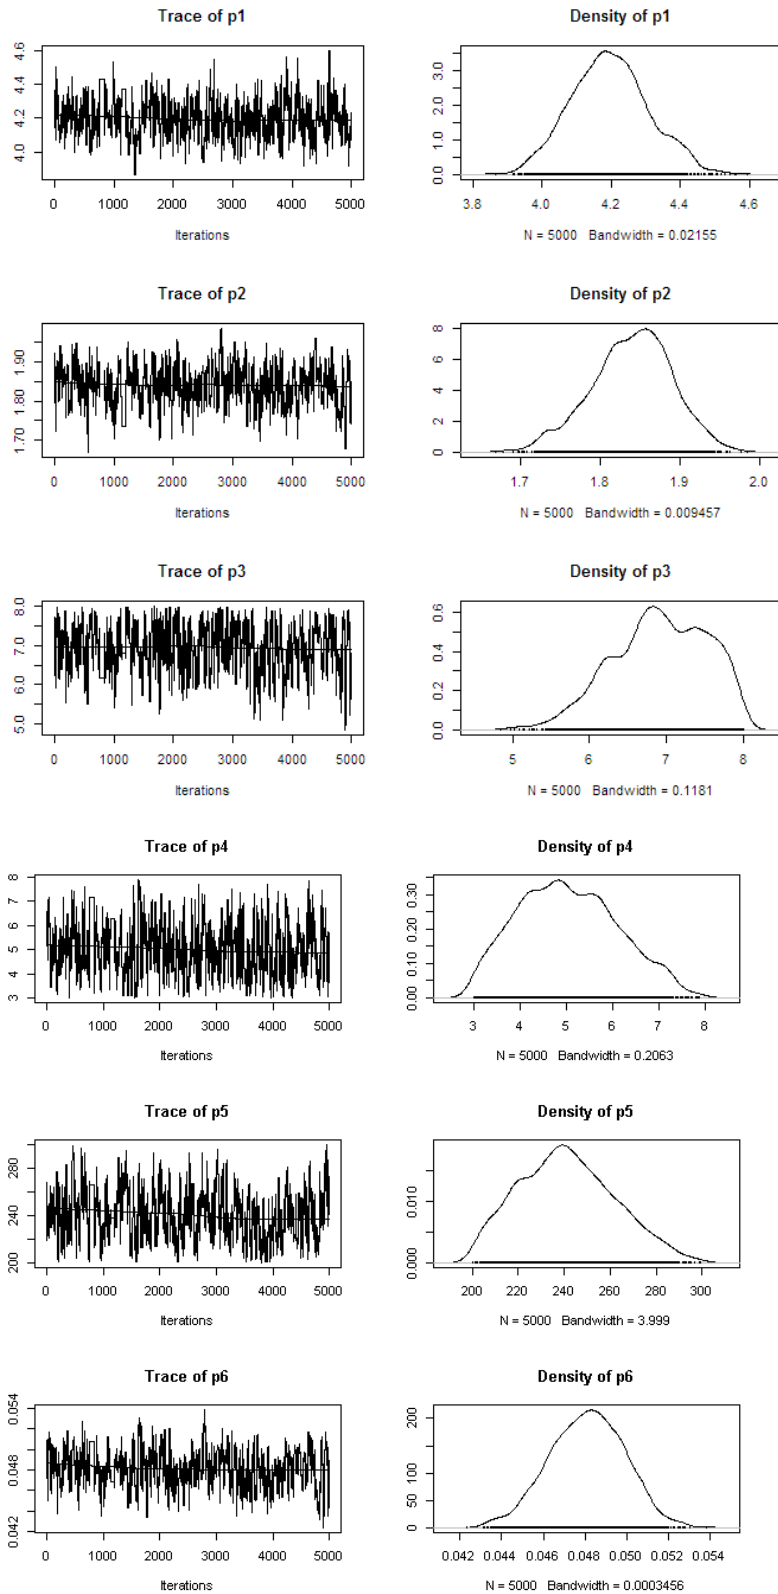 Trace of p1
Density of p1
4.0 4.2 4.4 4.6
0.0 1.0 2.0 3.0
0 1000 2000 3000 4000 5000
3.8 4.0 4.2 4.4 4.6
Iterations
N = 5000 Bandwidth = 0.02155
Trace of p2
Density of p2
1.70 1.80 1.90
0 2 4 6 8
0 1000 2000 3000 4000 5000
1.7 1.8 1.9 2.0
Iterations
N = 5000 Bandwidth = 0.009457
Trace of p3
Density of p3
5.0 6.0 7.0 8.0
0.0 0.2 0.4 0.6
0 1000 2000 3000 4000 5000
5 6 7 8
Iterations
N = 5000 Bandwidth = 0.1181
Trace of p4
Density of p4
3 4 5 6 7 8
0.00 0.10 0.20 0.30
0 1000 2000 3000 4000 5000
3 4 5 6 7 8
Iterations
N = 5000 Bandwidth = 0.2063
Trace of p5
Density of p5
200 240 280
0.000 0.010
0 1000 2000 3000 4000 5000
200 220 240 260 280 300
Iterations
N = 5000 Bandwidth = 3.999
Trace of p6
Density of p6
0.042 0.048 0.054
0 50 100 200
0 1000 2000 3000 4000 5000
0.042 0.044 0.046 0.048 0.050 0.052 0.054
Iterations
N = 5000 Bandwidth = 0.0003456